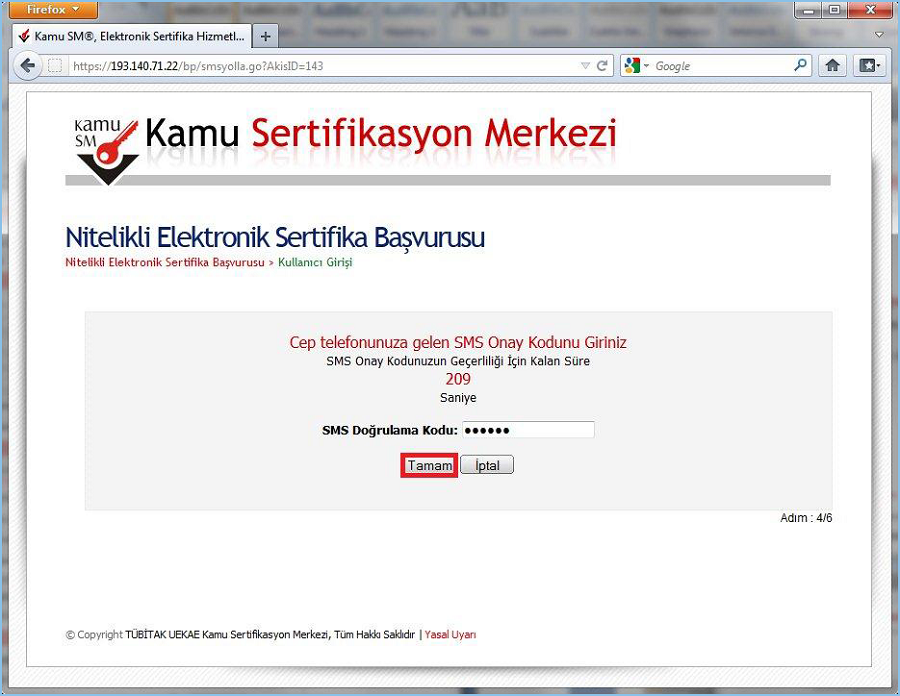 Firefox
Kamu SM®, Elektronik Sertifika Hizmetl...
https://193.140.71.22/bp/smsyolla.go?AkisID=143
Google
kamu
SM
Kamu Sertifikasyon Merkezi
Nitelikli Elektronik Sertifika Başvurusu
Nitelikli Elektronik Sertifika Başvurusu > Kullanıcı Girişi
Cep telefonunuza gelen SMS Onay Kodunu Giriniz
SMS Onay Kodunuzun Geçerliliği İçin Kalan Süre
209
Saniye
SMS Doğrulama Kodu: ●●●●●●
Tamam İptal
Adım : 4/6
© Copyright TÜBİTAK UEKAE Kamu Sertifikasyon Merkezi, Tüm Hakkı Saklıdır | Yasal Uyarı